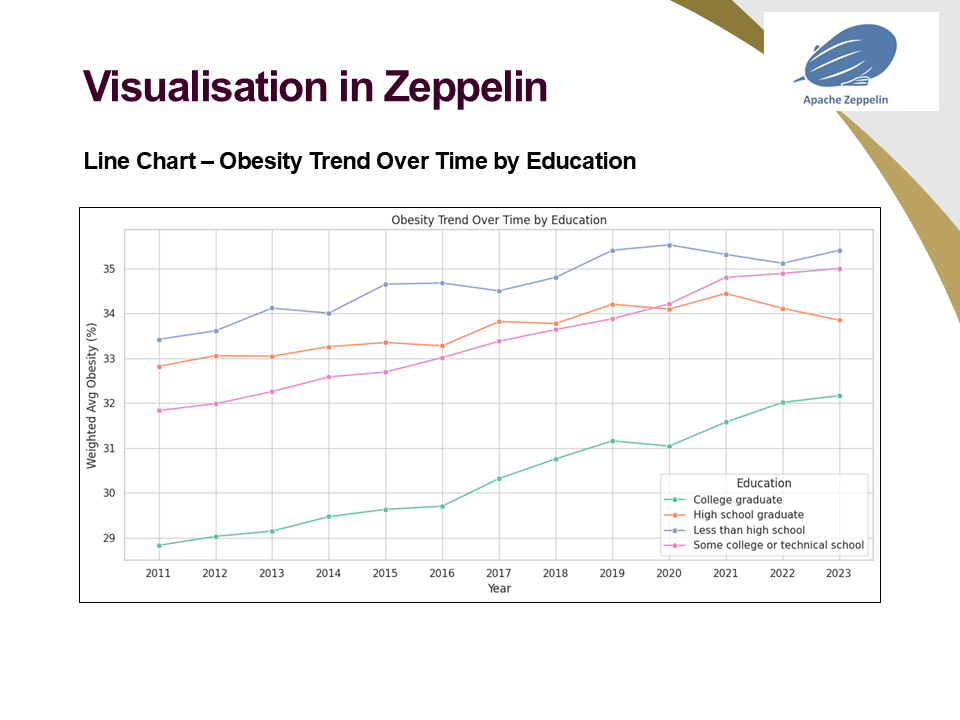 Apache Zeppelin
Visualisation in Zeppelin
Line Chart – Obesity Trend Over Time by Education
Obesity Trend Over Time by Education
Weighted Avg Obesity (%)
35
34
33
32
31
30
29
Education
College graduate
High school graduate
Less than high school
Some college or technical school
2011 2012 2013 2014 2015 2016 2017 2018 2019 2020 2021 2022 2023
Year